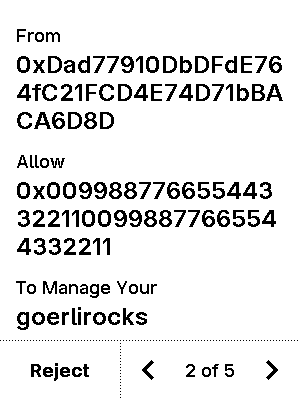 From
0xDad77910DbDFdE76
4fC21FCD4E74D71bBA
CA6D8D
Allow
0x009988776655443
322110099887766554
4332211
To Manage Your
goerlirocks
Reject
2 of 5